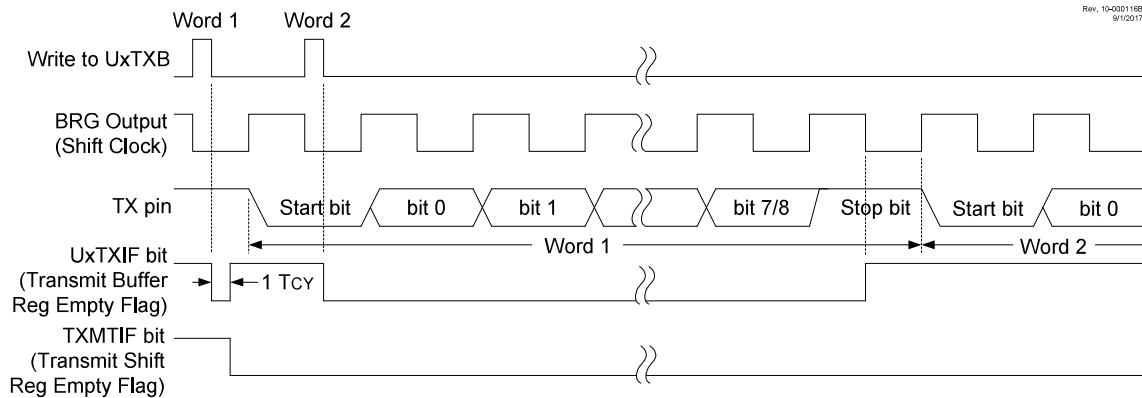 Rev. 10-000116B
9/1/2017
Word 1 Word 2
Write to UxTXB
BRG Output
(Shift Clock)
TX pin Start bit bit 0 bit 1 bit 7/8 Stop bit Start bit bit 0
Word 1 Word 2
UxTXIF bit
(Transmit Buffer
Reg Empty Flag)
1 TCY
TXMTIF bit
(Transmit Shift
Reg Empty Flag)